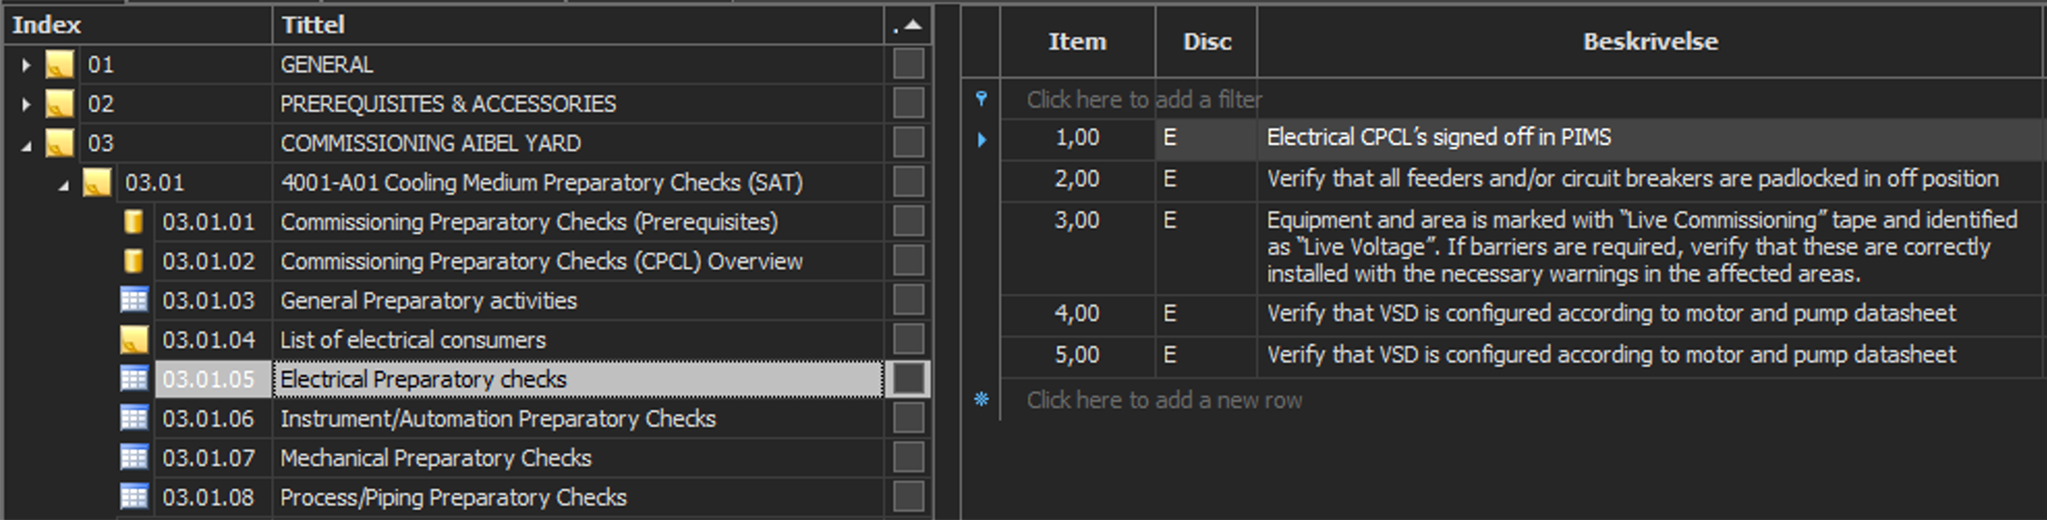 Index Tittel .
01 GENERAL
02 PREREQUISITES & ACCESSORIES
03 COMMISSIONING AIBEL YARD
03.01 4001-A01 Cooling Medium Preparatory Checks (SAT)
03.01.01 Commissioning Preparatory Checks (Prerequisites)
03.01.02 Commissioning Preparatory Checks (CPCL) Overview
03.01.03 General Preparatory activities
03.01.04 List of electrical consumers
03.01.05 Electrical Preparatory checks
03.01.06 Instrument/Automation Preparatory Checks
03.01.07 Mechanical Preparatory Checks
03.01.08 Process/Piping Preparatory Checks
Item Disc Beskrivelse
Click here to add a filter
1,00 E Electrical CPCL’s signed off in PIMS
2,00 E Verify that all feeders and/or circuit breakers are padlocked in off position
3,00 E Equipment and area is marked with “Live Commissioning” tape and identified
as “Live Voltage”. If barriers are required, verify that these are correctly
installed with the necessary warnings in the affected areas.
4,00 E Verify that VSD is configured according to motor and pump datasheet
5,00 E Verify that VSD is configured according to motor and pump datasheet
Click here to add a new row